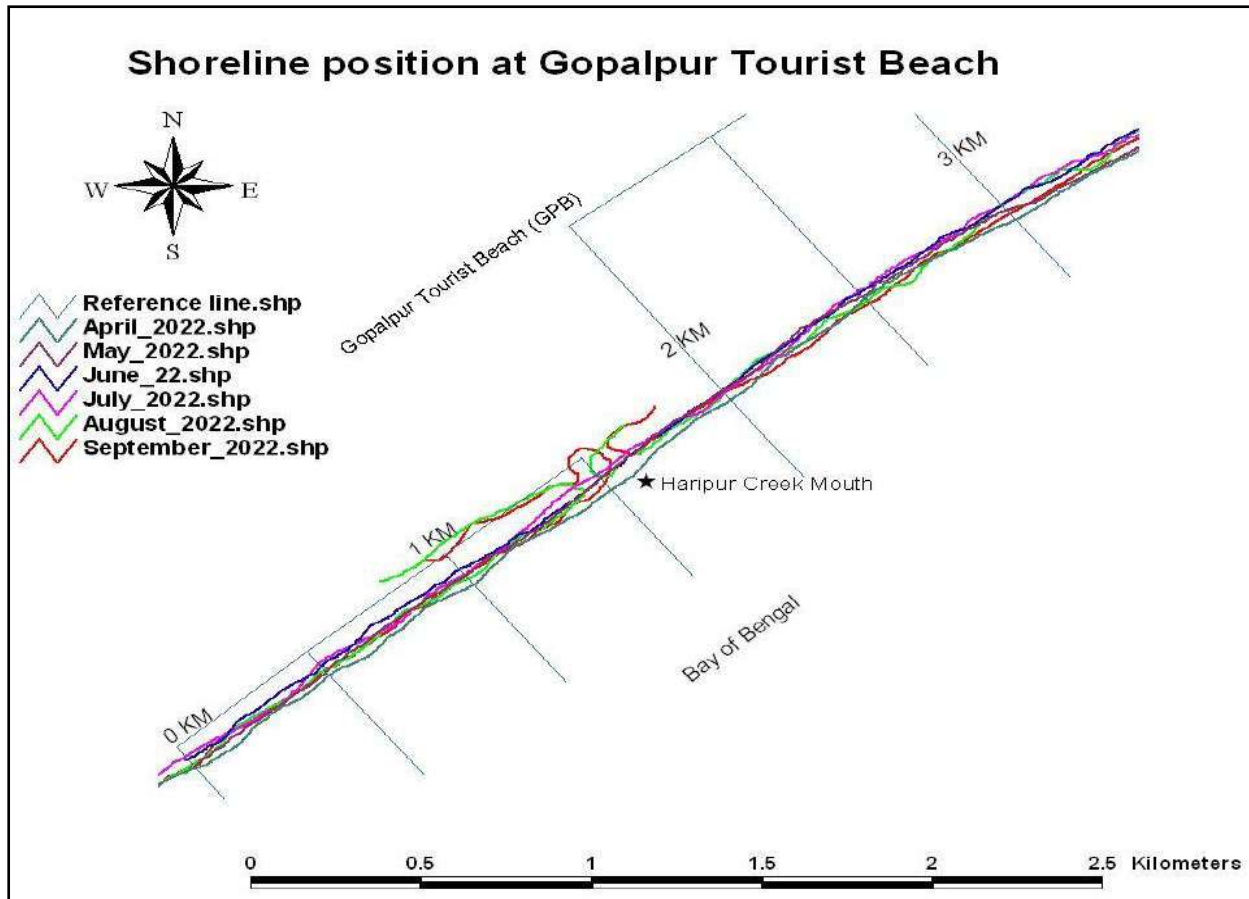 Shoreline position at Gopalpur Tourist Beach
N
W
E
S
Reference line.shp
April_2022.shp
May_2022.shp
June_22.shp
July_2022.shp
August_2022.shp
September_2022.shp
Gopalpur Tourist Beach (GPB)
3 KM
2 KM
Haripur Creek Mouth
1 KM
Bay of Bengal
0 KM
0 0.5 1 1.5 2 2.5 Kilometers